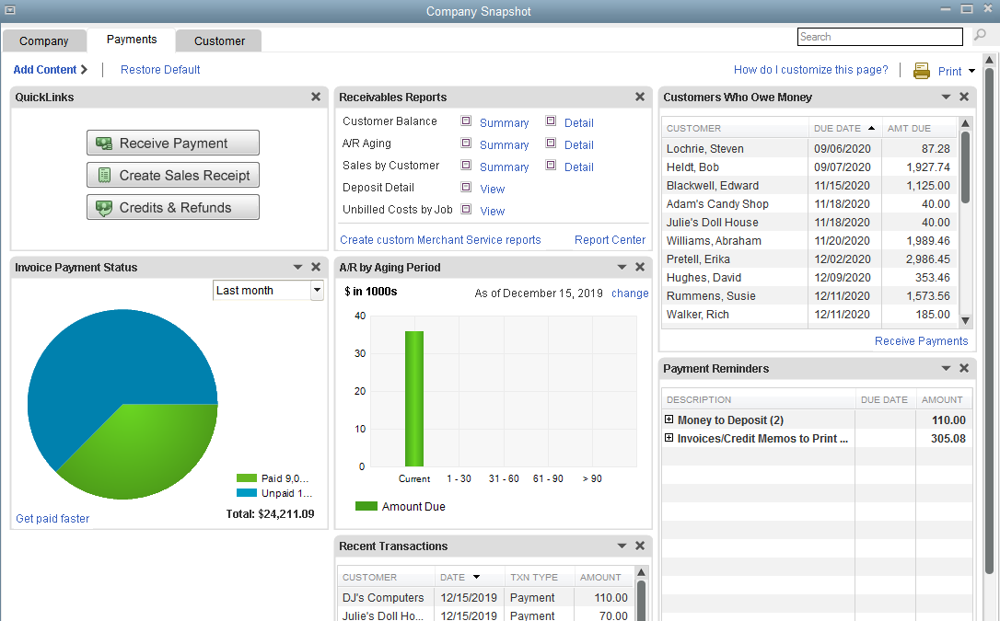 Company Snapshot
Company
Payments
Customer
Search
Add Content
Restore Default
How do I customize this page?
Print
QuickLinks
Receive Payment
Create Sales Receipt
Credits & Refunds
Receivables Reports
Customer Balance Summary Detail
A/R Aging Summary Detail
Sales by Customer Summary Detail
Deposit Detail View
Unbilled Costs by Job View
Create custom Merchant Service reports Report Center
Customers Who Owe Money
CUSTOMER DUE DATE AMT DUE
Lochrie, Steven 09/06/2020 87.28
Heldt, Bob 09/07/2020 1,927.74
Blackwell, Edward 11/15/2020 1,125.00
Adam's Candy Shop 11/18/2020 40.00
Julie's Doll House 11/18/2020 40.00
Williams, Abraham 11/20/2020 1,989.46
Pretell, Erika 12/02/2020 2,986.45
Hughes, David 12/09/2020 353.46
Rummens, Susie 12/11/2020 1,573.56
Walker, Rich 12/11/2020 185.00
Receive Payments
Invoice Payment Status
Last month
Paid 9,0...
Unpaid 1...
Total: $24,211.09
Get paid faster
A/R by Aging Period
$ in 1000s
As of December 15, 2019 change
40
30
20
10
0
Current 1 - 30 31 - 60 61 - 90 > 90
Amount Due
Payment Reminders
DESCRIPTION DUE DATE AMOUNT
Money to Deposit (2) 110.00
Invoices/Credit Memos to Print ... 305.08
Recent Transactions
CUSTOMER DATE TXN TYPE AMOUNT
DJ's Computers 12/15/2019 Payment 110.00
Julie's Doll Ho... 12/15/2019 Payment 70.00